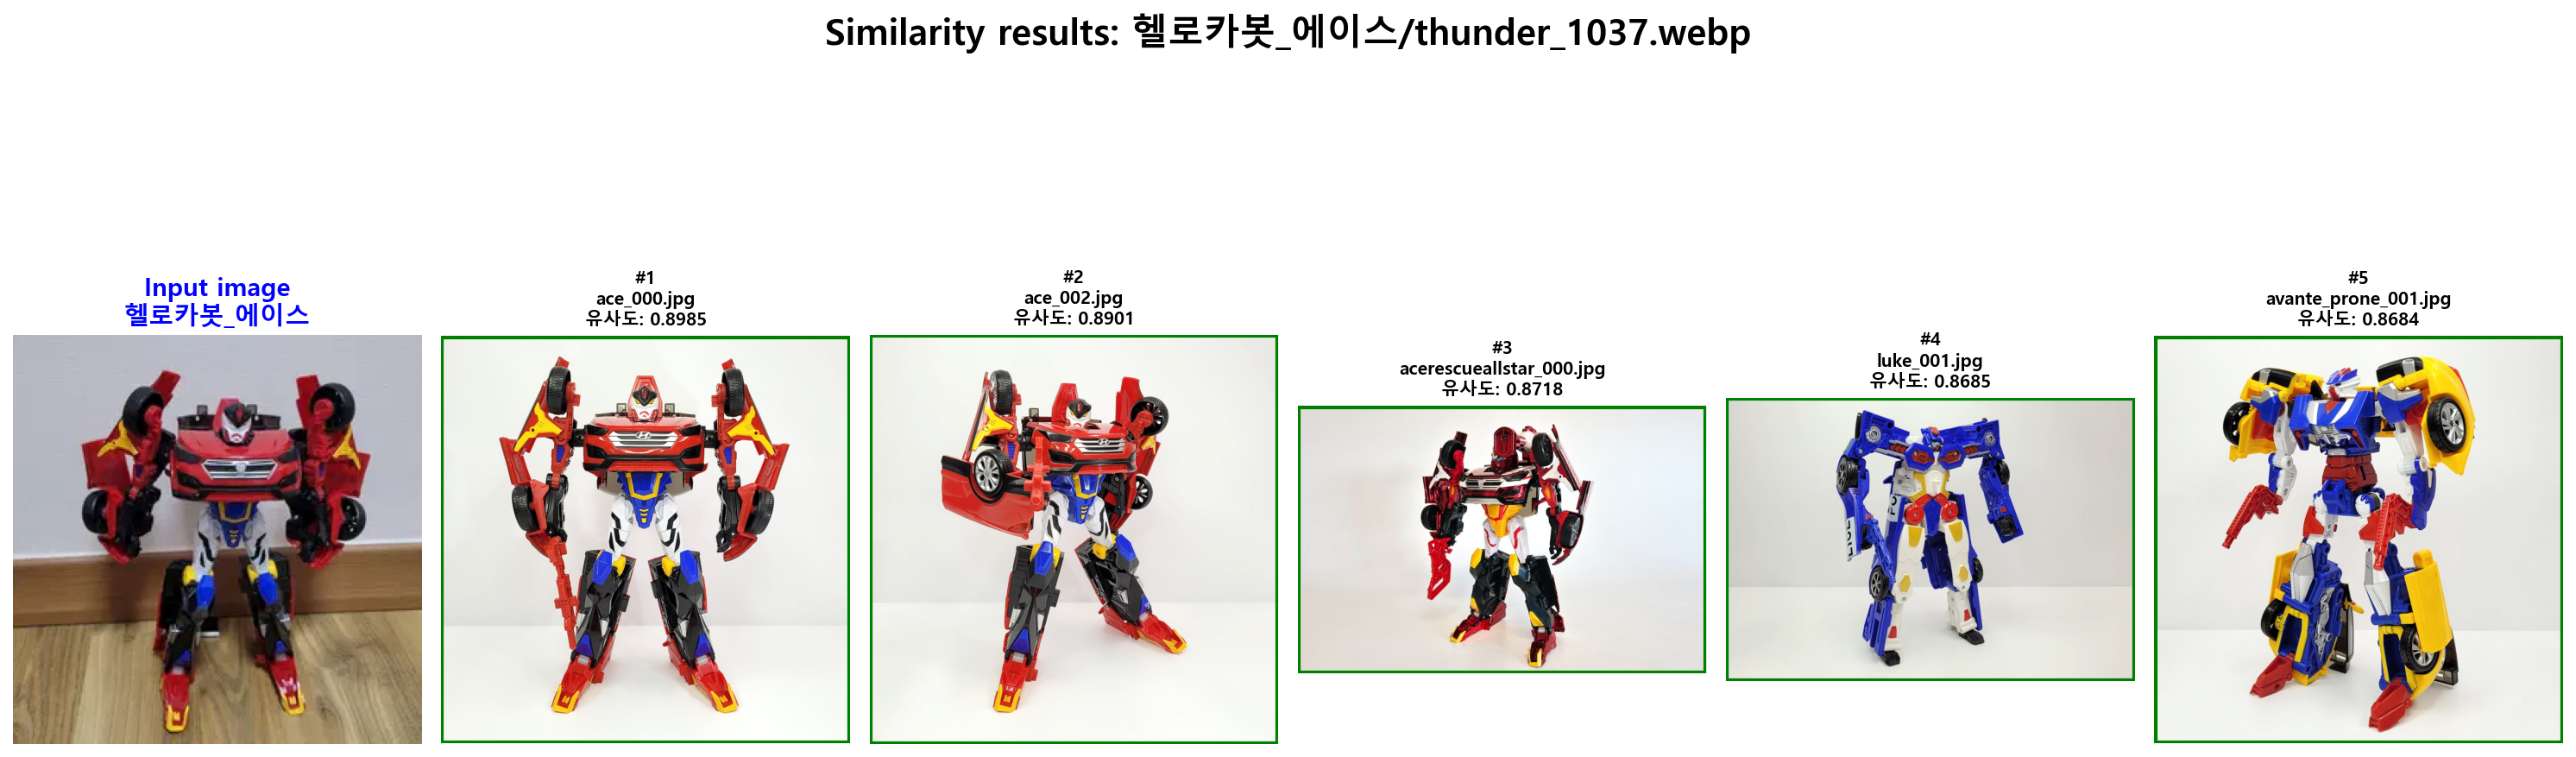 Similarity results: 헬로카봇_에이스/thunder_1037.webp
Input image
헬로카봇_에이스
#1
ace_000.jpg
유사도: 0.8985
#2
ace_002.jpg
유사도: 0.8901
#3
acerescueallstar_000.jpg
유사도: 0.8718
#4
luke_001.jpg
유사도: 0.8685
#5
avante_prone_001.jpg
유사도: 0.8684